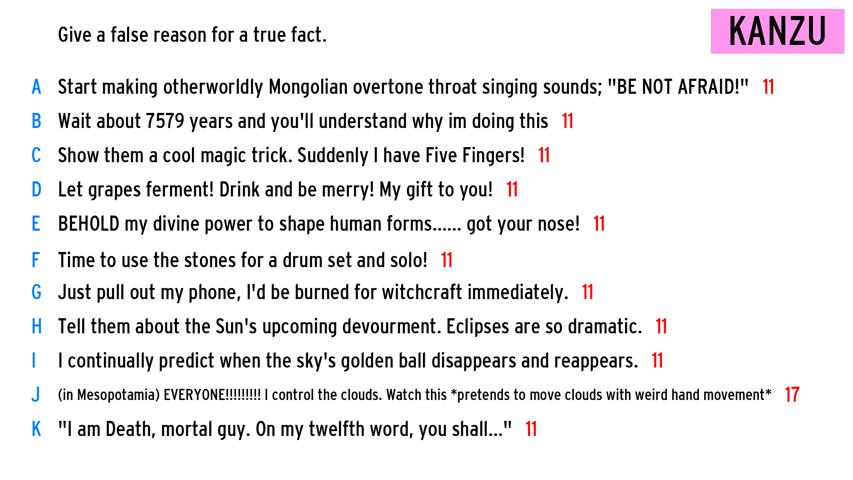 Give a false reason for a true fact.
KANZU
A Start making otherworldly Mongolian overtone throat singing sounds; "BE NOT AFRAID!" 11
B Wait about 7579 years and you'll understand why im doing this 11
C Show them a cool magic trick. Suddenly I have Five Fingers! 11
D Let grapes ferment! Drink and be merry! My gift to you! 11
E BEHOLD my divine power to shape human forms...... got your nose! 11
F Time to use the stones for a drum set and solo! 11
G Just pull out my phone, I'd be burned for witchcraft immediately. 11
H Tell them about the Sun's upcoming devourment. Eclipses are so dramatic. 11
I I continually predict when the sky's golden ball disappears and reappears. 11
J (in Mesopotamia) EVERYONE!!!!!!!!! I control the clouds. Watch this *pretends to move clouds with weird hand movement* 17
K "I am Death, mortal guy. On my twelfth word, you shall..." 11